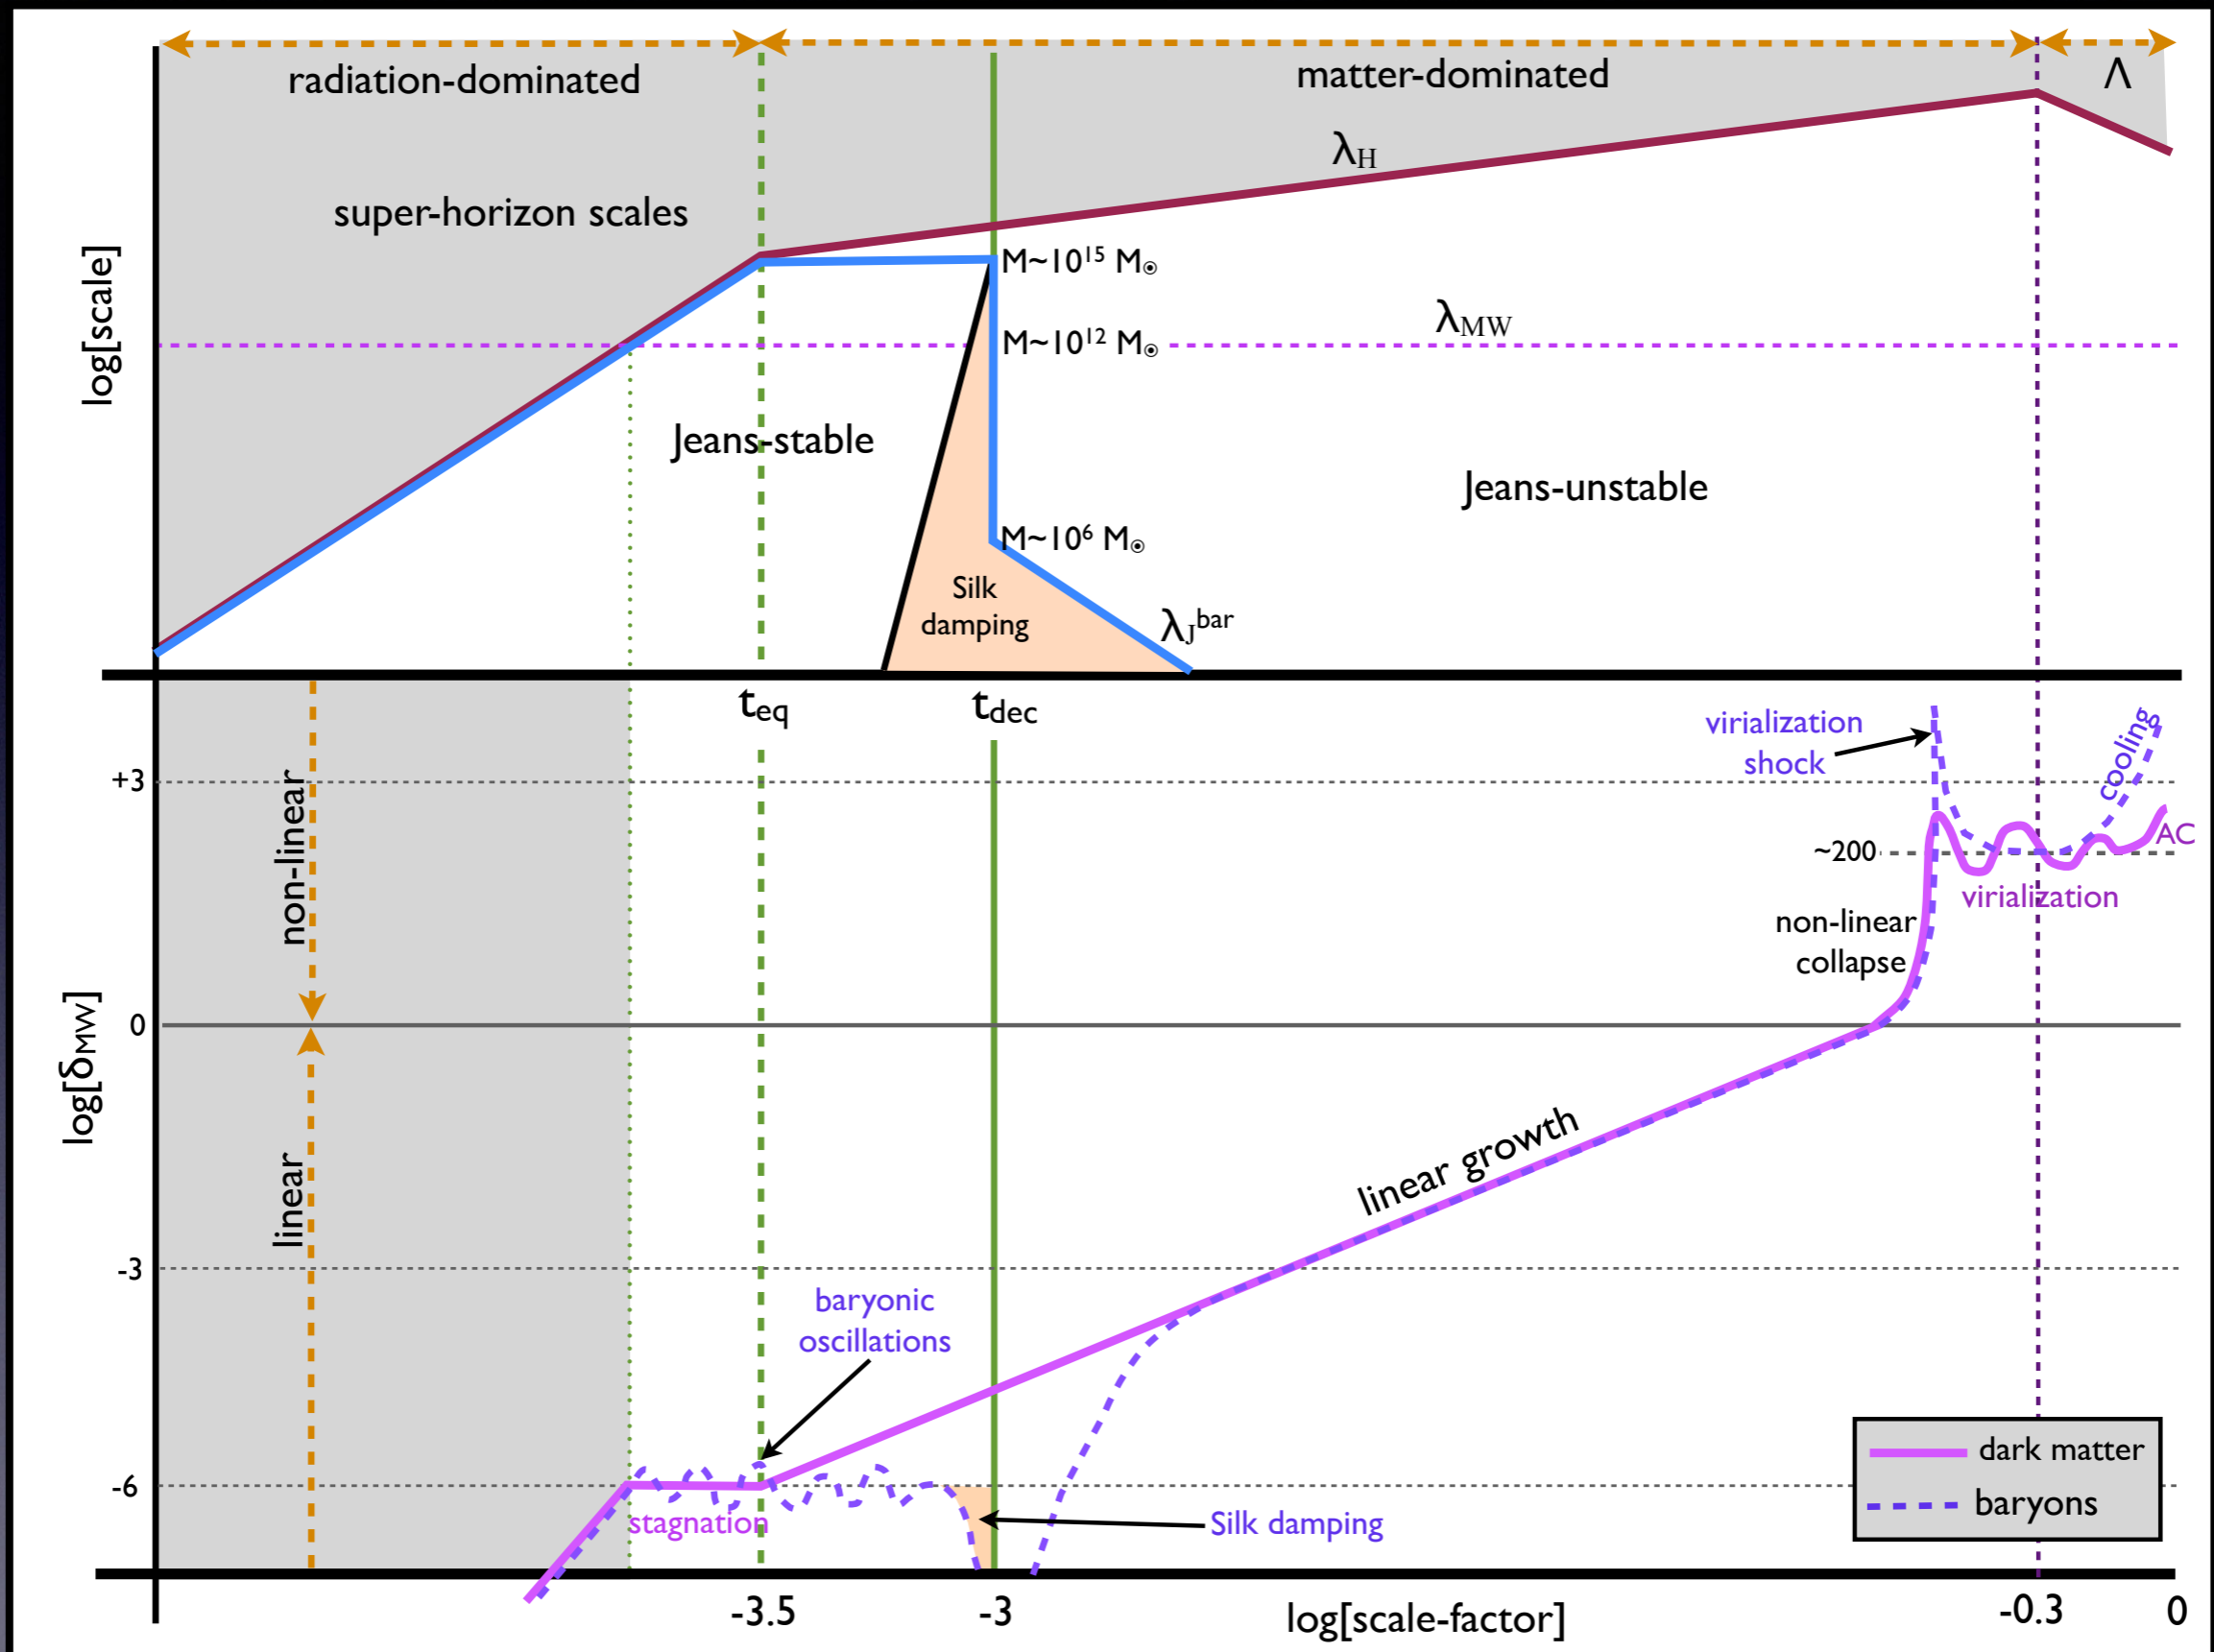 radiation-dominated
matter-dominated
Λ
λH
super-horizon scales
log[scale]
M~10¹⁵ M☉
λMW
M~10¹² M☉
Jeans-stable
Jeans-unstable
M~10⁶ M☉
Silk
damping
λJbar
teq
tdec
virialization
shock
cooling
+3
non-linear
AC
~200
virialization
non-linear
collapse
0
log[δMW]
linear
linear growth
-3
baryonic
oscillations
dark matter
-6
baryons
stagnation
Silk damping
-3.5
-3
log[scale-factor]
-0.3
0